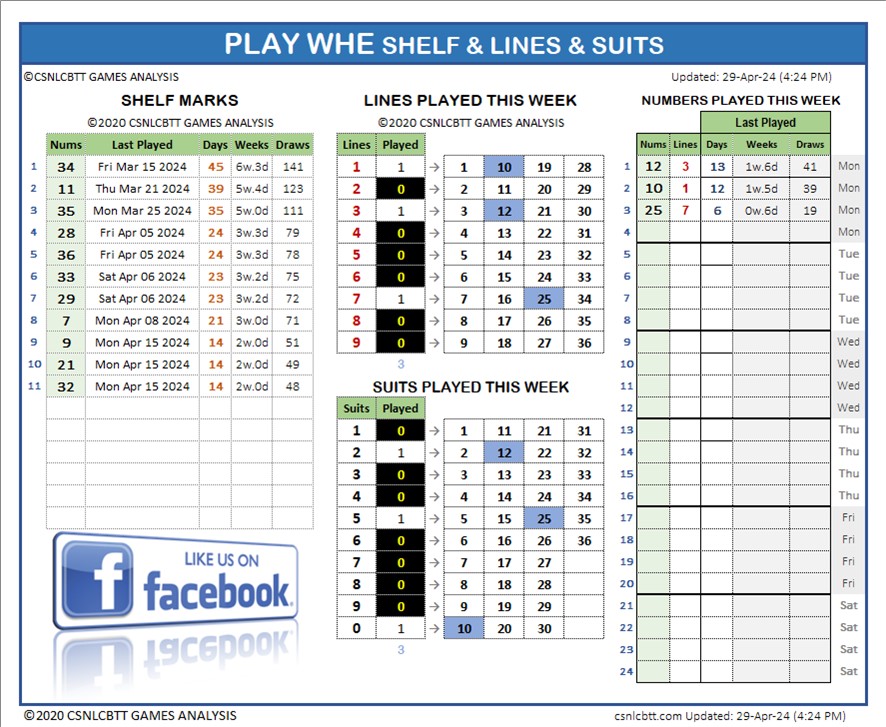 PLAY WHE SHELF & LINES & SUITS
©CSNLCBTT GAMES ANALYSIS
Updated: 29-Apr-24 (4:24 PM)
SHELF MARKS
©2020 CSNLCBTT GAMES ANALYSIS
Nums Last Played Days Weeks Draws
1 34 Fri Mar 15 2024 45 6w.3d 141
2 11 Thu Mar 21 2024 39 5w.4d 123
3 35 Mon Mar 25 2024 35 5w.0d 111
4 28 Fri Apr 05 2024 24 3w.3d 79
5 36 Fri Apr 05 2024 24 3w.3d 78
6 33 Sat Apr 06 2024 23 3w.2d 75
7 29 Sat Apr 06 2024 23 3w.2d 72
8 7 Mon Apr 08 2024 21 3w.0d 71
9 9 Mon Apr 15 2024 14 2w.0d 51
10 21 Mon Apr 15 2024 14 2w.0d 49
11 32 Mon Apr 15 2024 14 2w.0d 48
LIKE US ON
facebook.
LINES PLAYED THIS WEEK
©2020 CSNLCBTT GAMES ANALYSIS
Lines Played
1 1 → 1 10 19 28
2 0 → 2 11 20 29
3 1 → 3 12 21 30
4 0 → 4 13 22 31
5 0 → 5 14 23 32
6 0 → 6 15 24 33
7 1 → 7 16 25 34
8 0 → 8 17 26 35
9 0 → 9 18 27 36
3
SUITS PLAYED THIS WEEK
Suits Played
1 0 → 1 11 21 31
2 1 → 2 12 22 32
3 0 → 3 13 23 33
4 0 → 4 14 24 34
5 1 → 5 15 25 35
6 0 → 6 16 26 36
7 0 → 7 17 27
8 0 → 8 18 28
9 0 → 9 19 29
0 1 → 10 20 30
3
NUMBERS PLAYED THIS WEEK
Last Played
Nums Lines Days Weeks Draws
1 12 3 13 1w.6d 41 Mon
2 10 1 12 1w.5d 39 Mon
3 25 7 6 0w.6d 19 Mon
4 Mon
5 Tue
6 Tue
7 Tue
8 Tue
9 Wed
10 Wed
11 Wed
12 Wed
13 Thu
14 Thu
15 Thu
16 Thu
17 Fri
18 Fri
19 Fri
20 Fri
21 Sat
22 Sat
23 Sat
24 Sat
©2020 CSNLCBTT GAMES ANALYSIS
csnlcbtt.com Updated: 29-Apr-24 (4:24 PM)